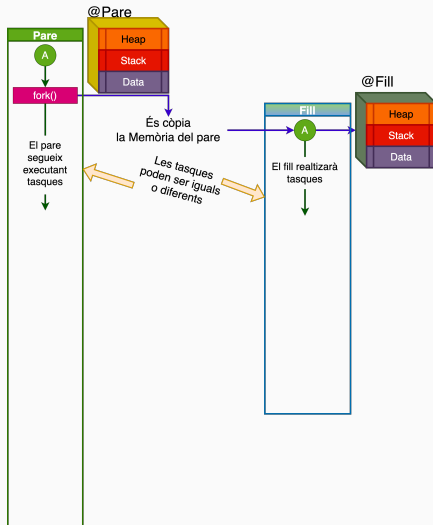 @Pare
Pare
Heap
A
Stack
Data
fork()
@Fill
Fill
Heap
És còpia
la Memòria del pare
A
Stack
Data
El pare
segueix
executant
tasques
Les tasques
poden ser iguals
o diferents
El fill realtizarà
tasques